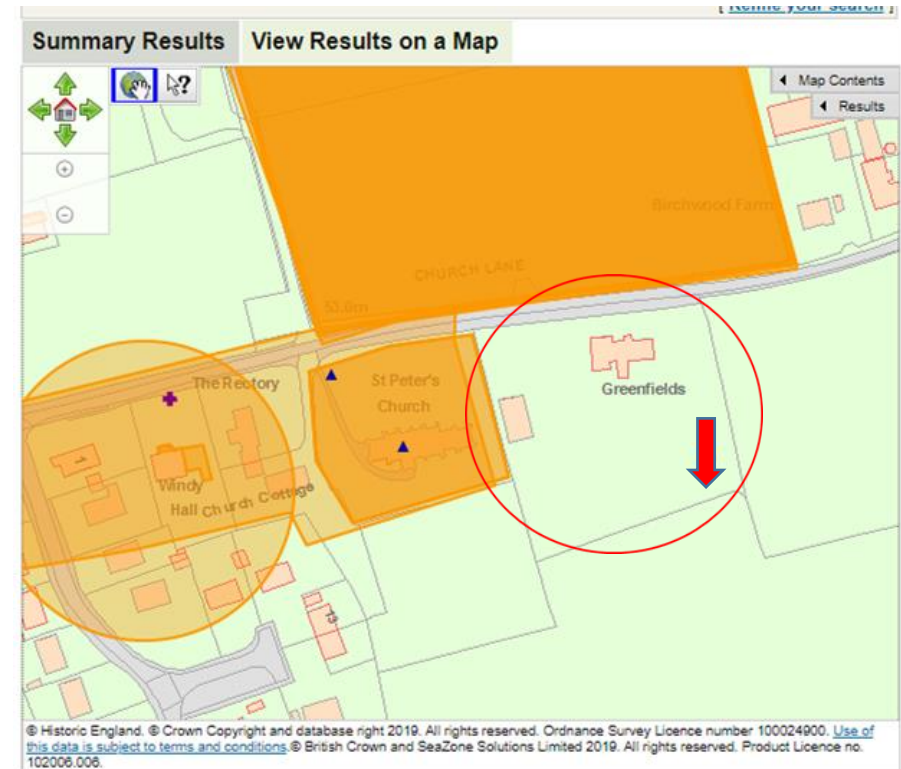 [ Refine your search ]
Summary Results View Results on a Map
?
Map Contents
Results
Birchwood Farm
CHURCH LANE
53.0m
The Rectory
St Peter's
Church
Greenfields
1
Windy
Hall
Church Cottage
13
© Historic England. © Crown Copyright and database right 2019. All rights reserved. Ordnance Survey Licence number 100024900. Use of
this data is subject to terms and conditions.© British Crown and SeaZone Solutions Limited 2019. All rights reserved. Product Licence no.
102006.006.